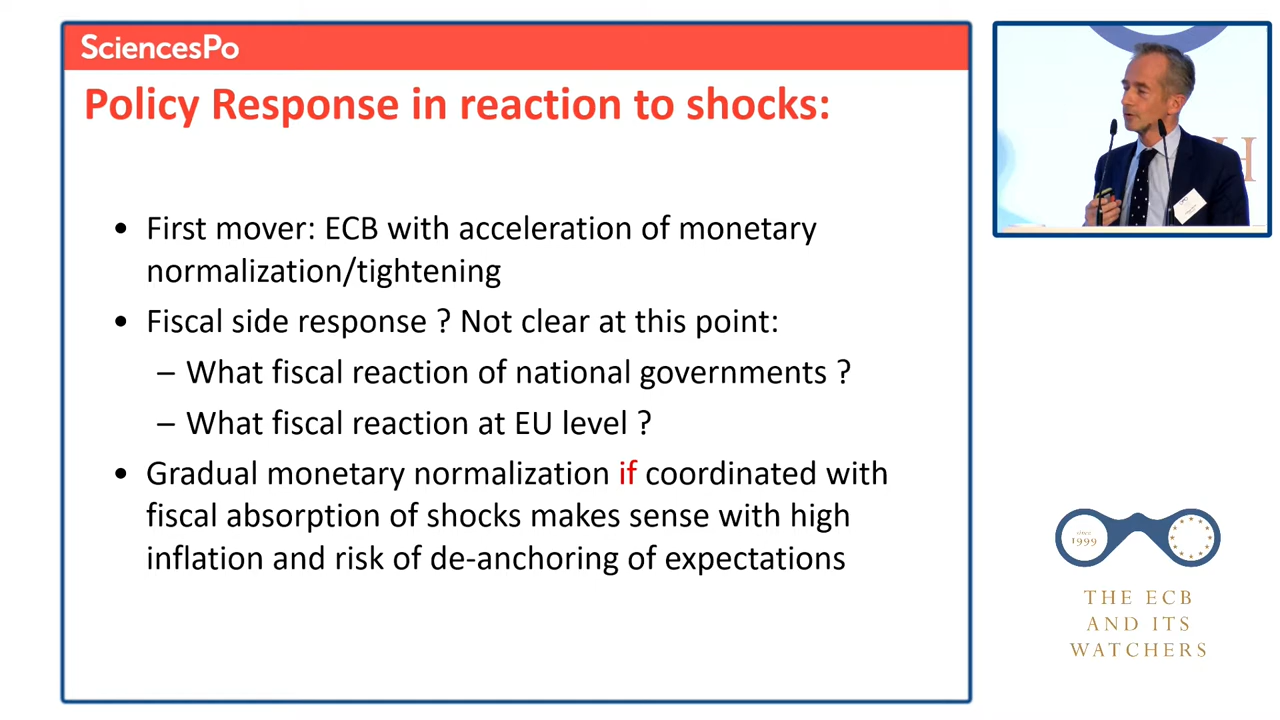 SciencesPo
Policy Response in reaction to shocks:
• First mover: ECB with acceleration of monetary
normalization/tightening
• Fiscal side response ? Not clear at this point:
– What fiscal reaction of national governments ?
– What fiscal reaction at EU level ?
• Gradual monetary normalization if coordinated with
fiscal absorption of shocks makes sense with high
inflation and risk of de-anchoring of expectations
H
since
1999
THE ECB
AND ITS
WATCHERS